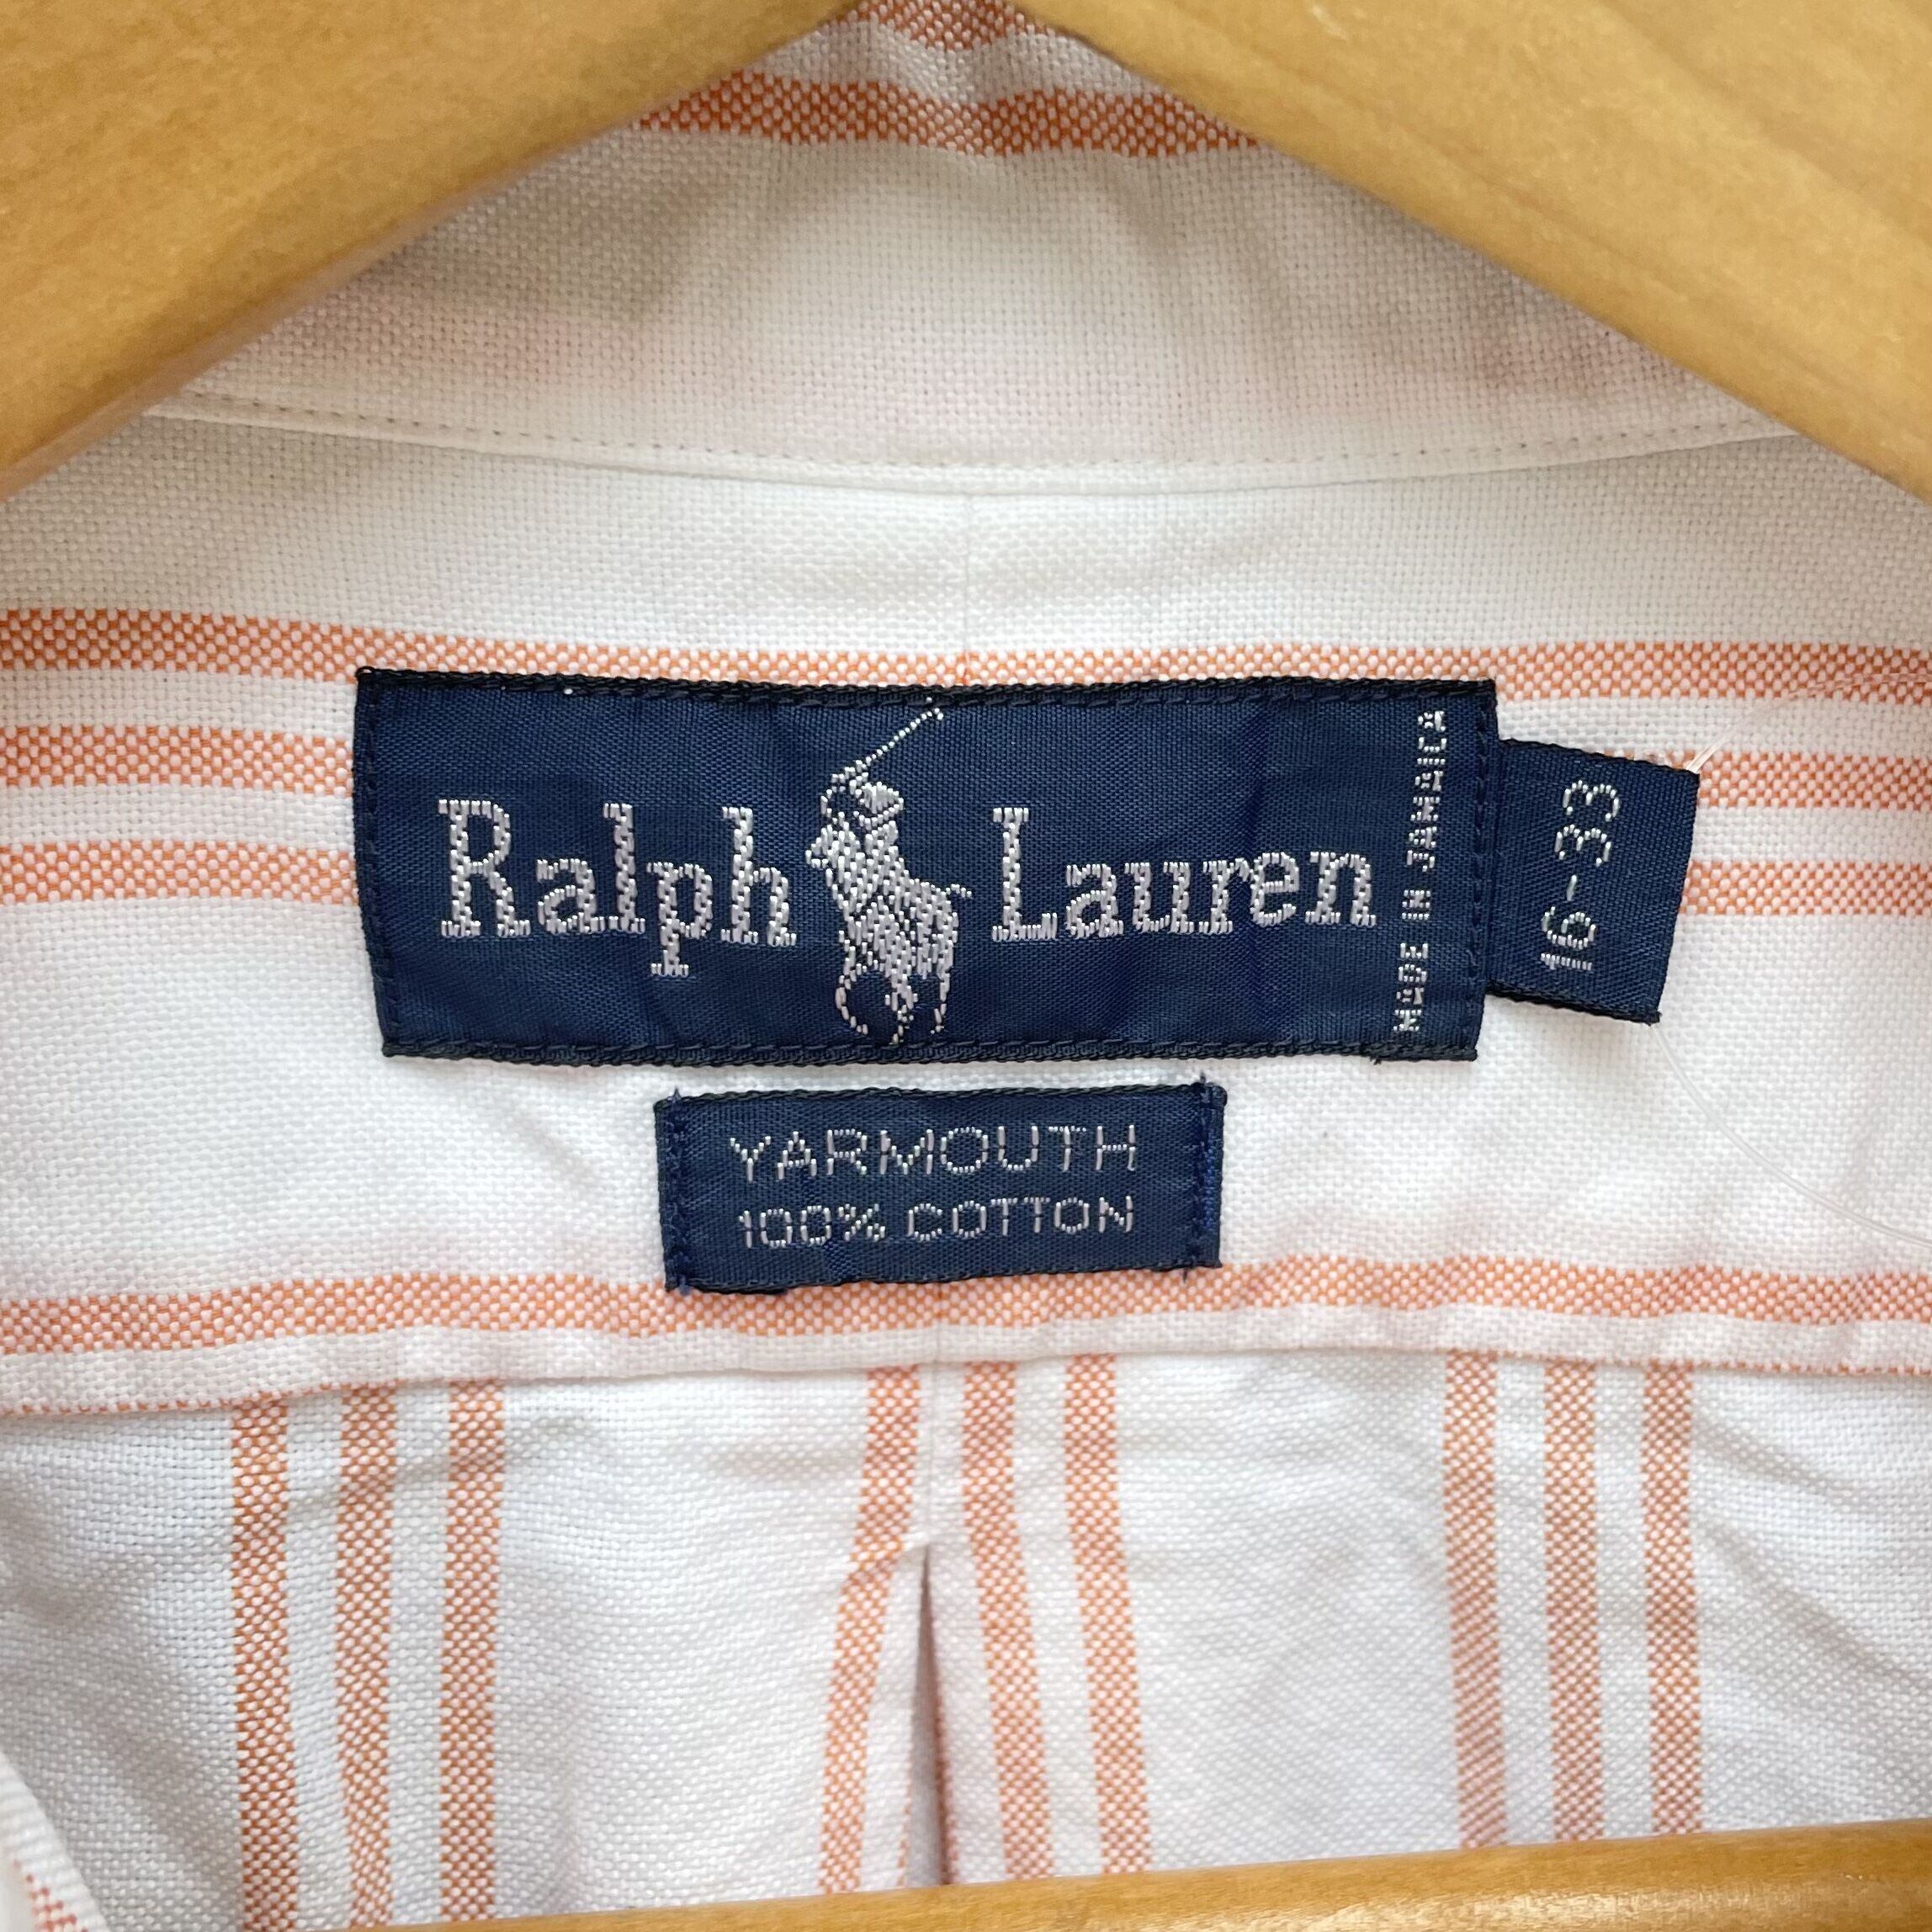 Ralph Lauren
MADE IN JAMAICA
16-33
YARMOUTH
100% COTTON